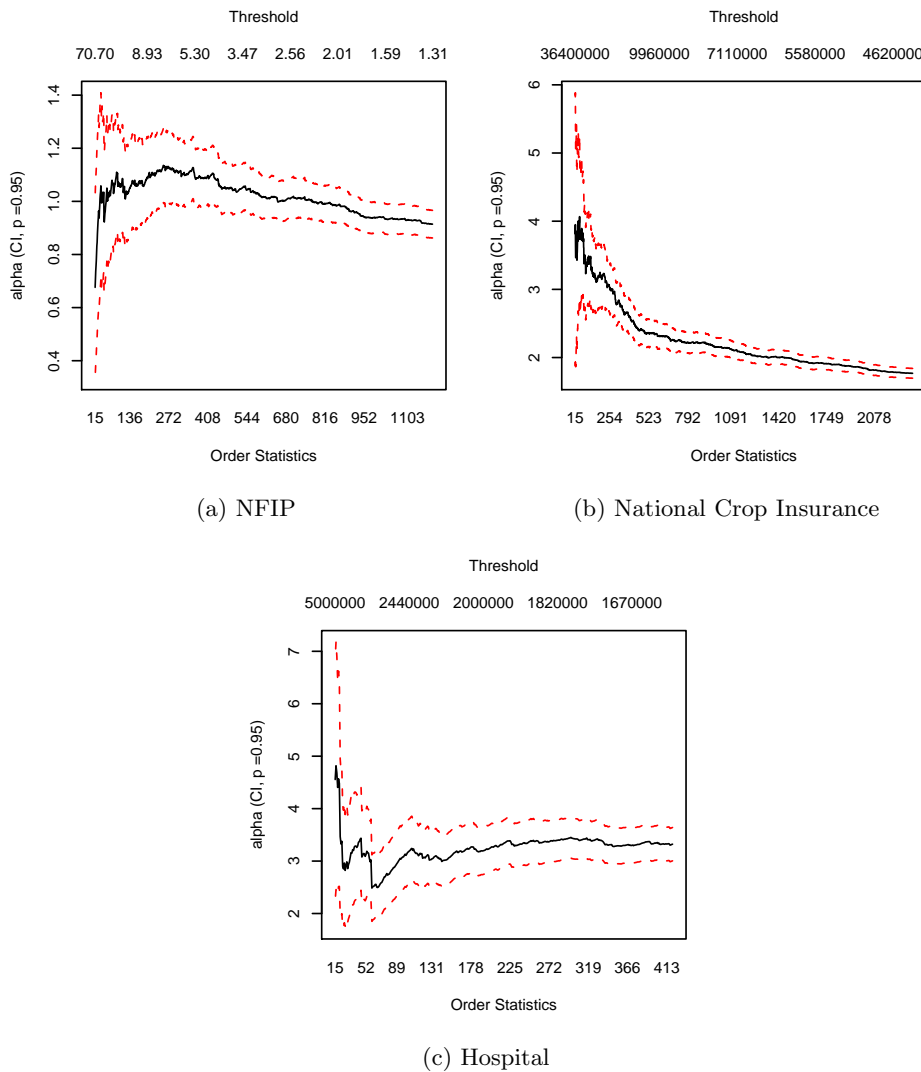 Threshold
70.70 8.93 5.30 3.47 2.56 2.01 1.59 1.31
alpha (CI, p =0.95)
1.4
1.2
1.0
0.8
0.6
0.4
15 136 272 408 544 680 816 952 1103
Order Statistics
(a) NFIP
Threshold
36400000 9960000 7110000 5580000 4620000
alpha (CI, p =0.95)
6
5
4
3
2
15 254 523 792 1091 1420 1749 2078
Order Statistics
(b) National Crop Insurance
Threshold
5000000 2440000 2000000 1820000 1670000
alpha (CI, p =0.95)
7
6
5
4
3
2
15 52 89 131 178 225 272 319 366 413
Order Statistics
(c) Hospital